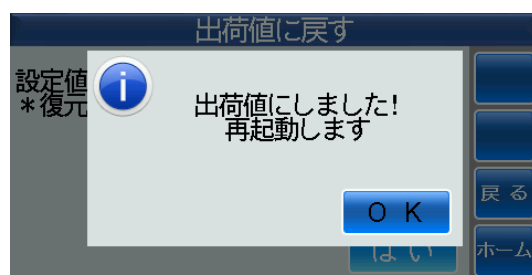 出荷値に戻す
設定値
*復元
出荷値にしました!
再起動します
OK
はい
戻る
ホーム